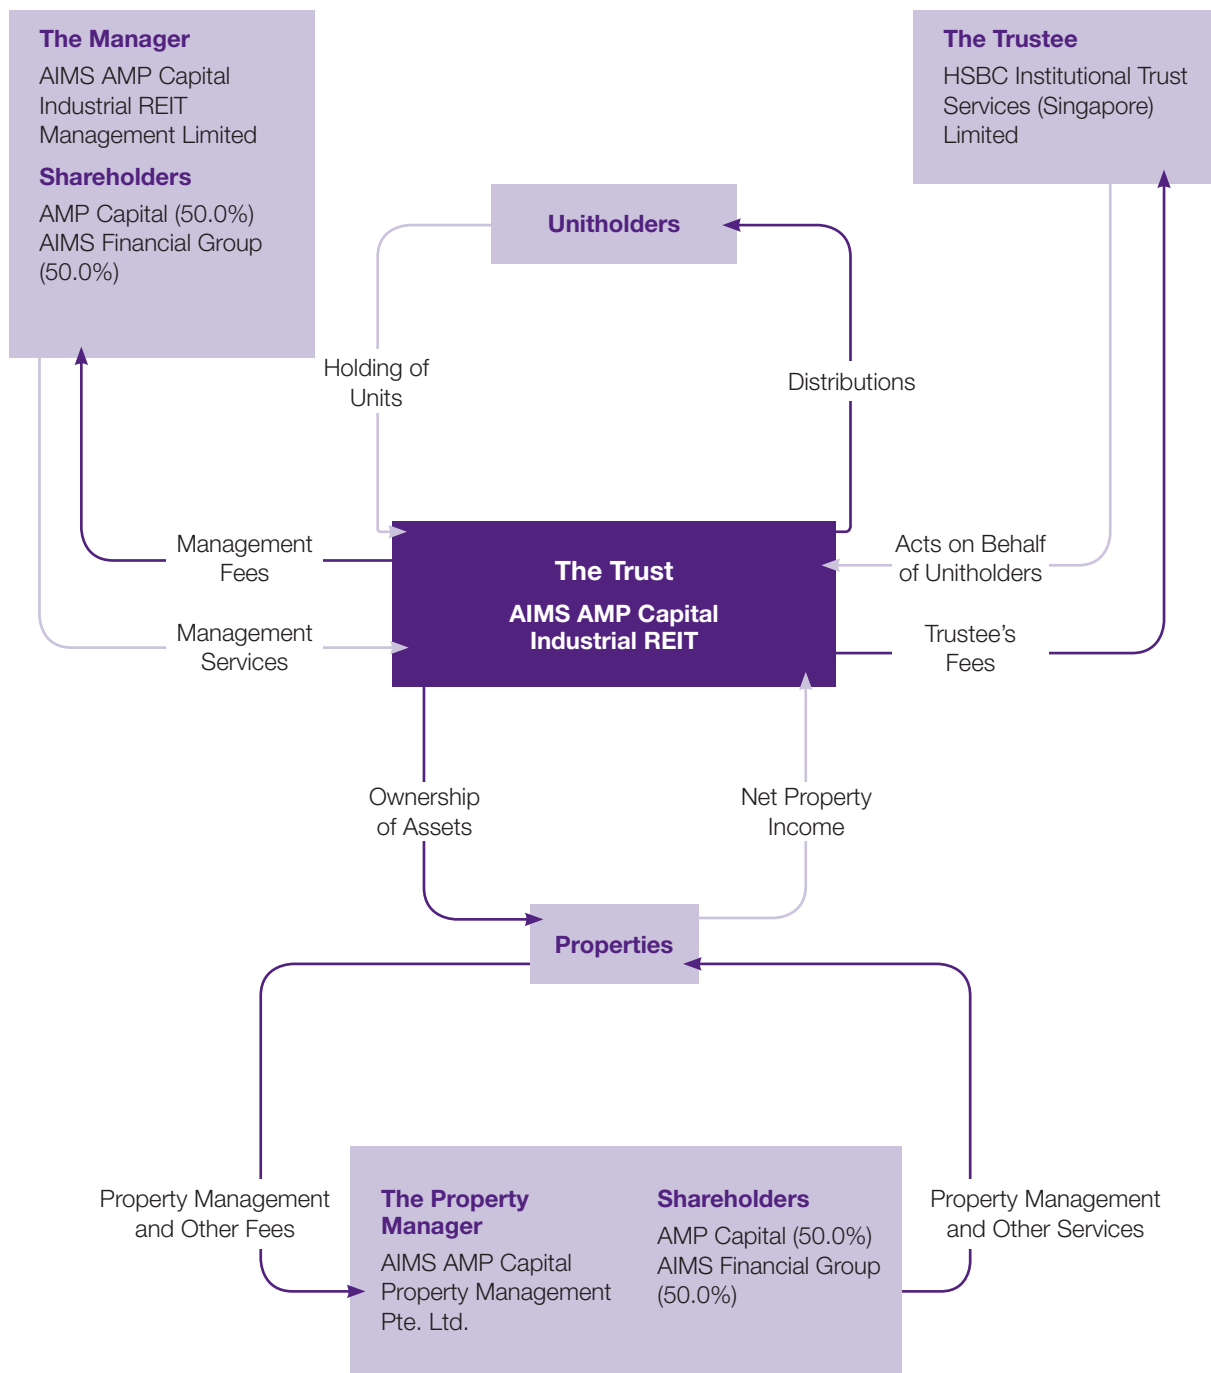 The Manager
AIMS AMP Capital
Industrial REIT
Management Limited
Shareholders
AMP Capital (50.0%)
AIMS Financial Group
(50.0%)
The Trustee
HSBC Institutional Trust
Services (Singapore)
Limited
Unitholders
Holding of
Units
Distributions
Management
Fees
Management
Services
The Trust
AIMS AMP Capital
Industrial REIT
Acts on Behalf
of Unitholders
Trustee’s
Fees
Ownership
of Assets
Net Property
Income
Properties
Property Management
and Other Fees
The Property
Manager
AIMS AMP Capital
Property Management
Pte. Ltd.
Shareholders
AMP Capital (50.0%)
AIMS Financial Group
(50.0%)
Property Management
and Other Services